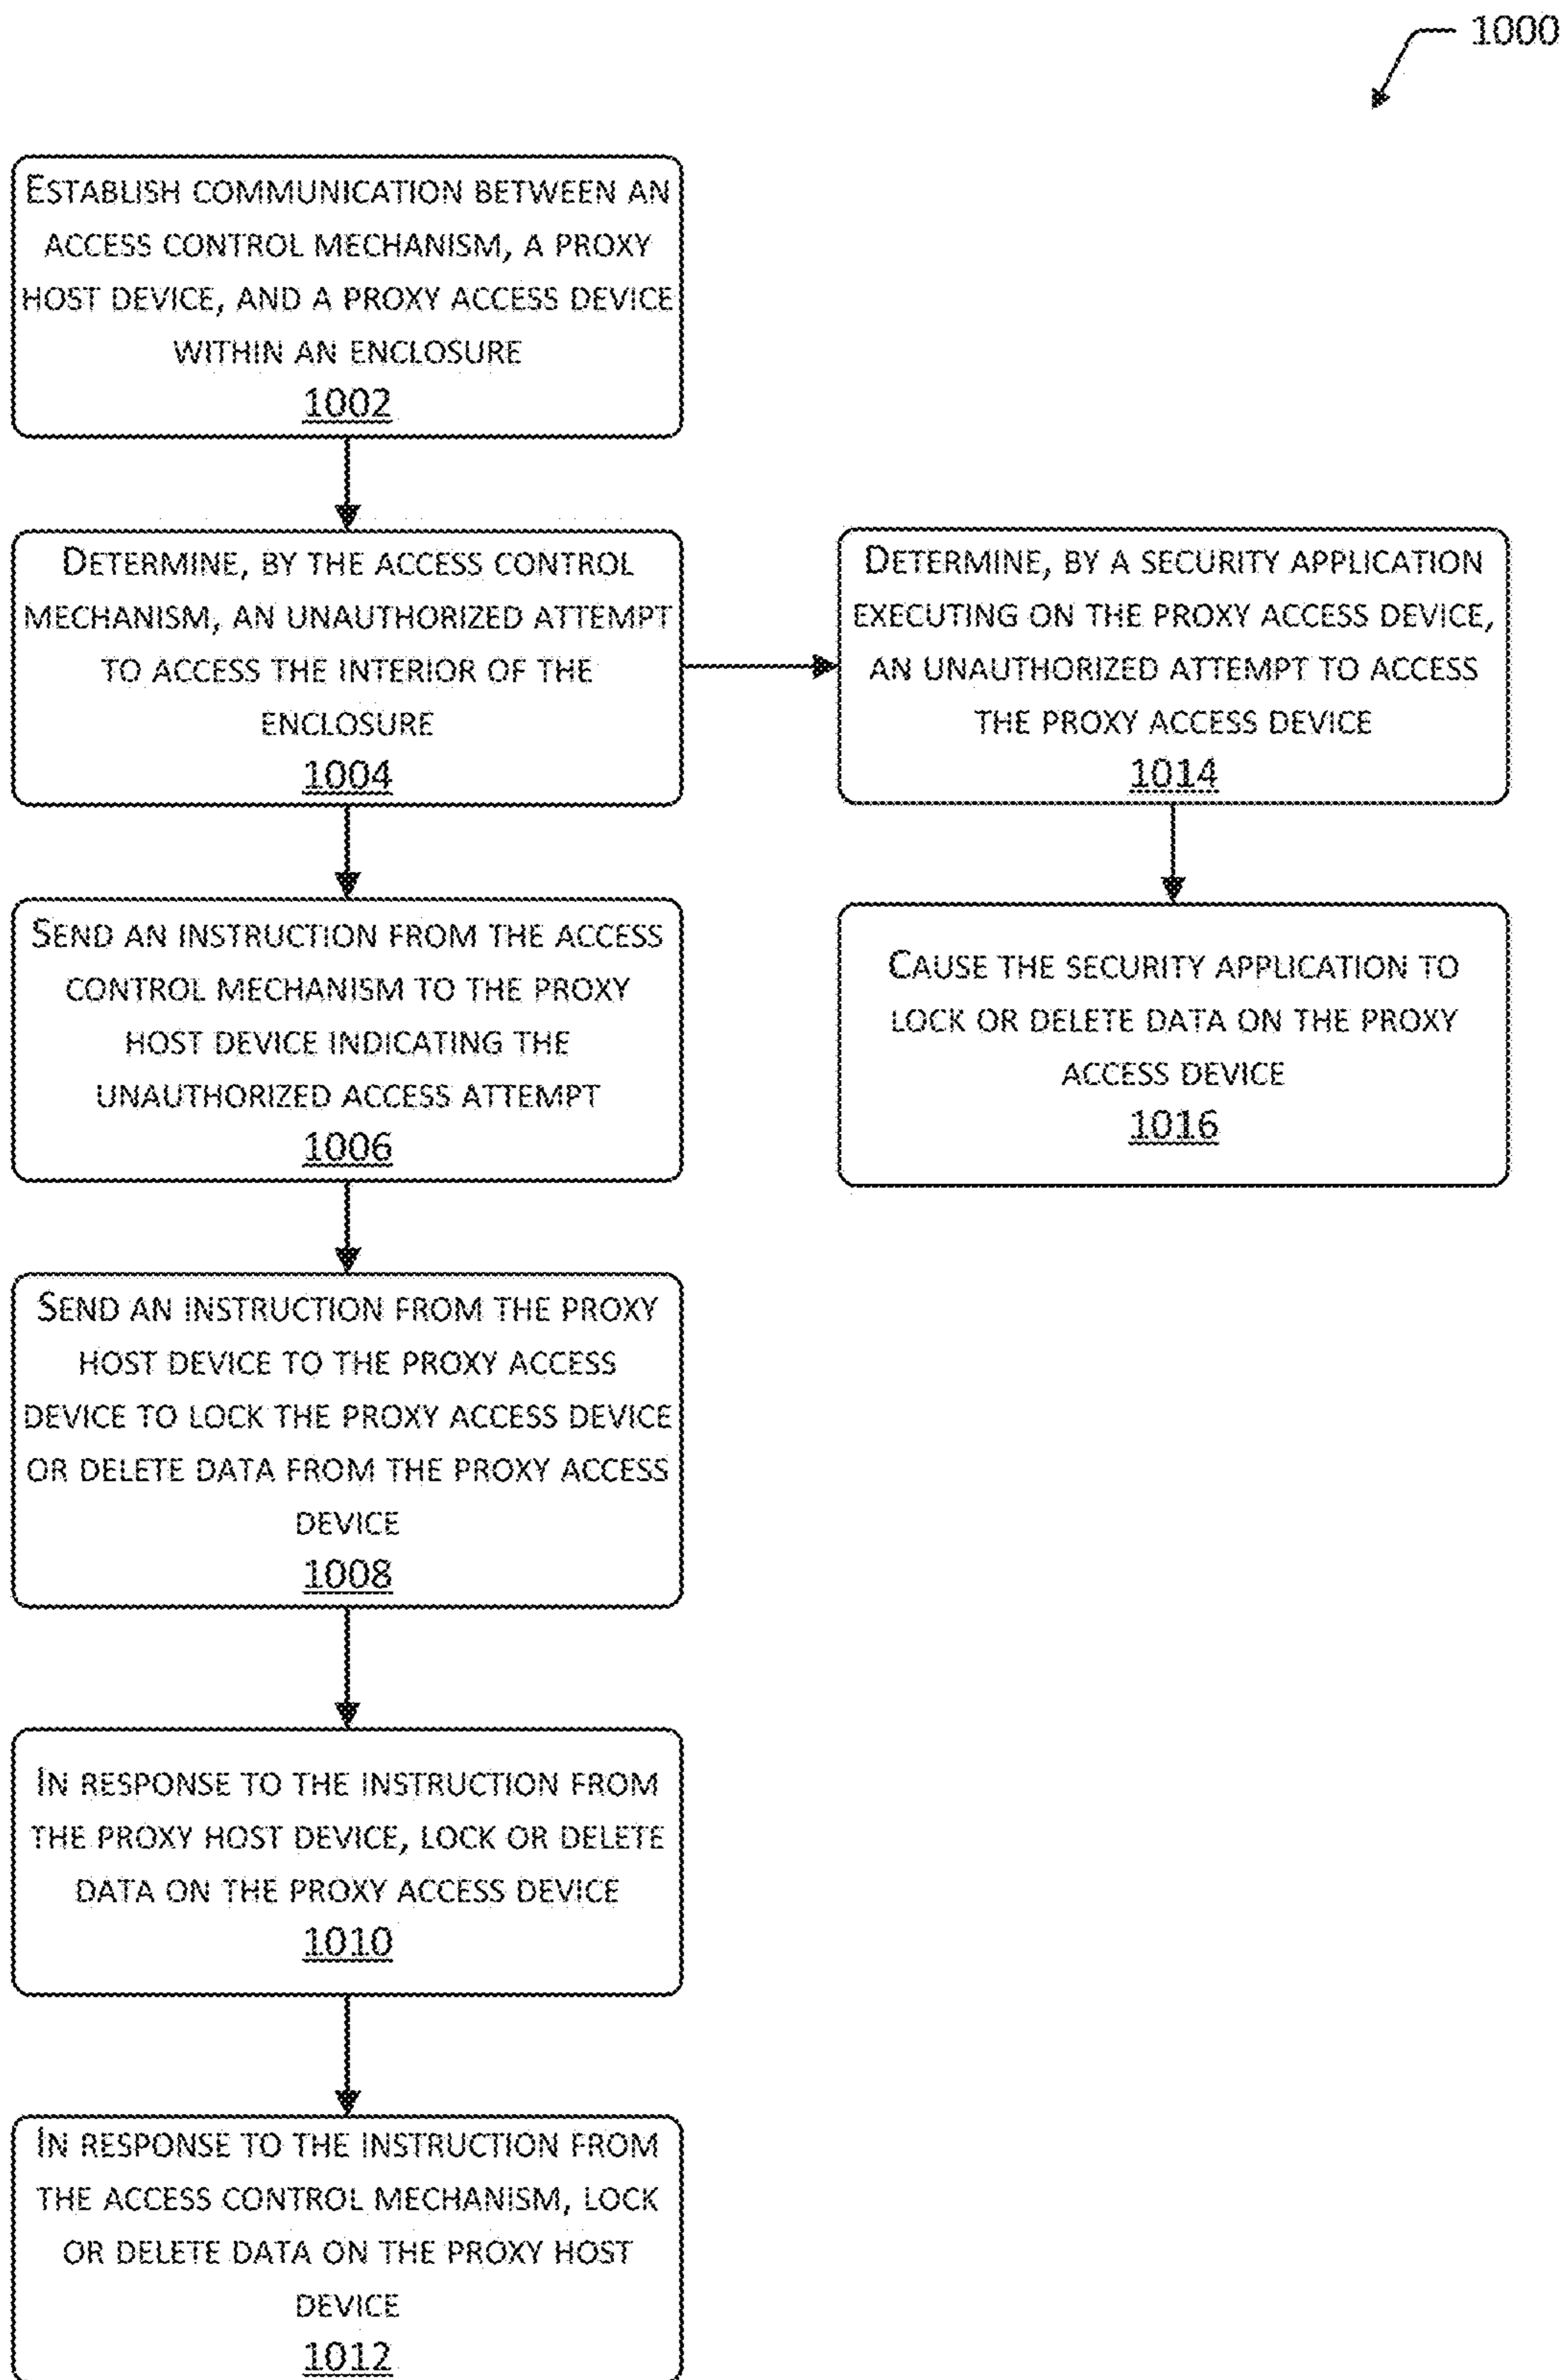 1000
ESTABLISH COMMUNICATION BETWEEN AN
ACCESS CONTROL MECHANISM, A PROXY
HOST DEVICE, AND A PROXY ACCESS DEVICE
WITHIN AN ENCLOSURE
1002
DETERMINE, BY THE ACCESS CONTROL
MECHANISM, AN UNAUTHORIZED ATTEMPT
TO ACCESS THE INTERIOR OF THE
ENCLOSURE
1004
SEND AN INSTRUCTION FROM THE ACCESS
CONTROL MECHANISM TO THE PROXY
HOST DEVICE INDICATING THE
UNAUTHORIZED ACCESS ATTEMPT
1006
SEND AN INSTRUCTION FROM THE PROXY
HOST DEVICE TO THE PROXY ACCESS
DEVICE TO LOCK THE PROXY ACCESS DEVICE
OR DELETE DATA FROM THE PROXY ACCESS
DEVICE
1008
IN RESPONSE TO THE INSTRUCTION FROM
THE PROXY HOST DEVICE, LOCK OR DELETE
DATA ON THE PROXY ACCESS DEVICE
1010
IN RESPONSE TO THE INSTRUCTION FROM
THE ACCESS CONTROL MECHANISM, LOCK
OR DELETE DATA ON THE PROXY HOST
DEVICE
1012
DETERMINE, BY A SECURITY APPLICATION
EXECUTING ON THE PROXY ACCESS DEVICE,
AN UNAUTHORIZED ATTEMPT TO ACCESS
THE PROXY ACCESS DEVICE
1014
CAUSE THE SECURITY APPLICATION TO
LOCK OR DELETE DATA ON THE PROXY
ACCESS DEVICE
1016